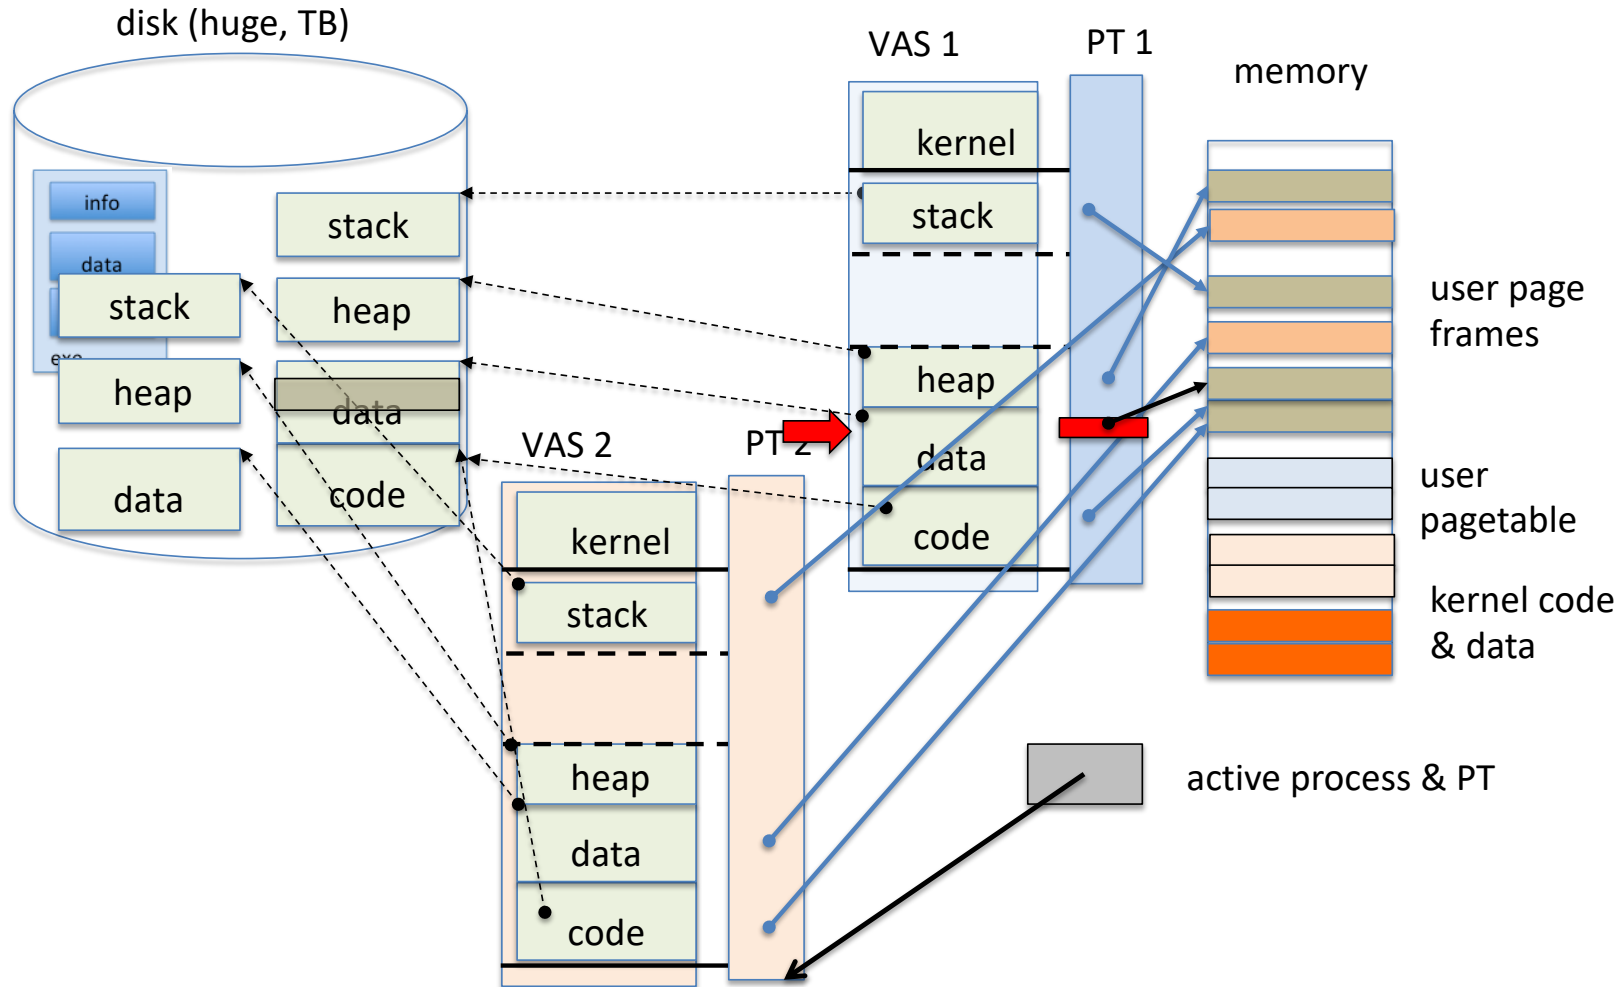 disk (huge, TB)
VAS 1
PT 1
memory
info
data
exe
stack
heap
data
stack
heap
data
code
kernel
stack
heap
data
code
VAS 2
PT 2
kernel
stack
heap
data
code
user page
frames
user
pagetable
kernel code
& data
active process & PT